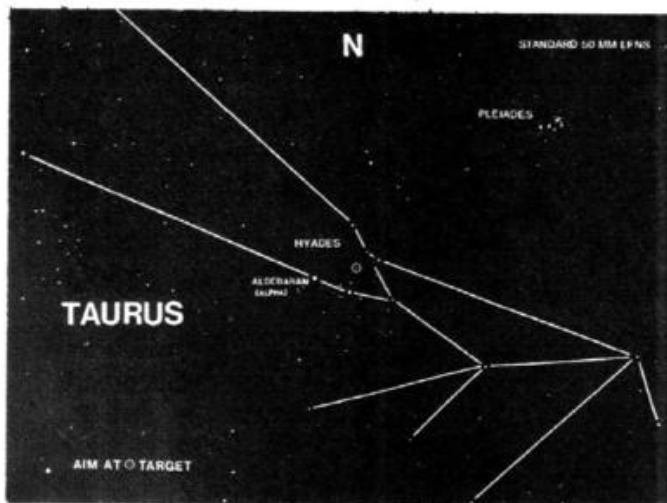 N
STANDARD 50 MM LENS
PLEIADES
HYADES
ALDEBARAN
(ALPHA)
TAURUS
AIM AT TARGET